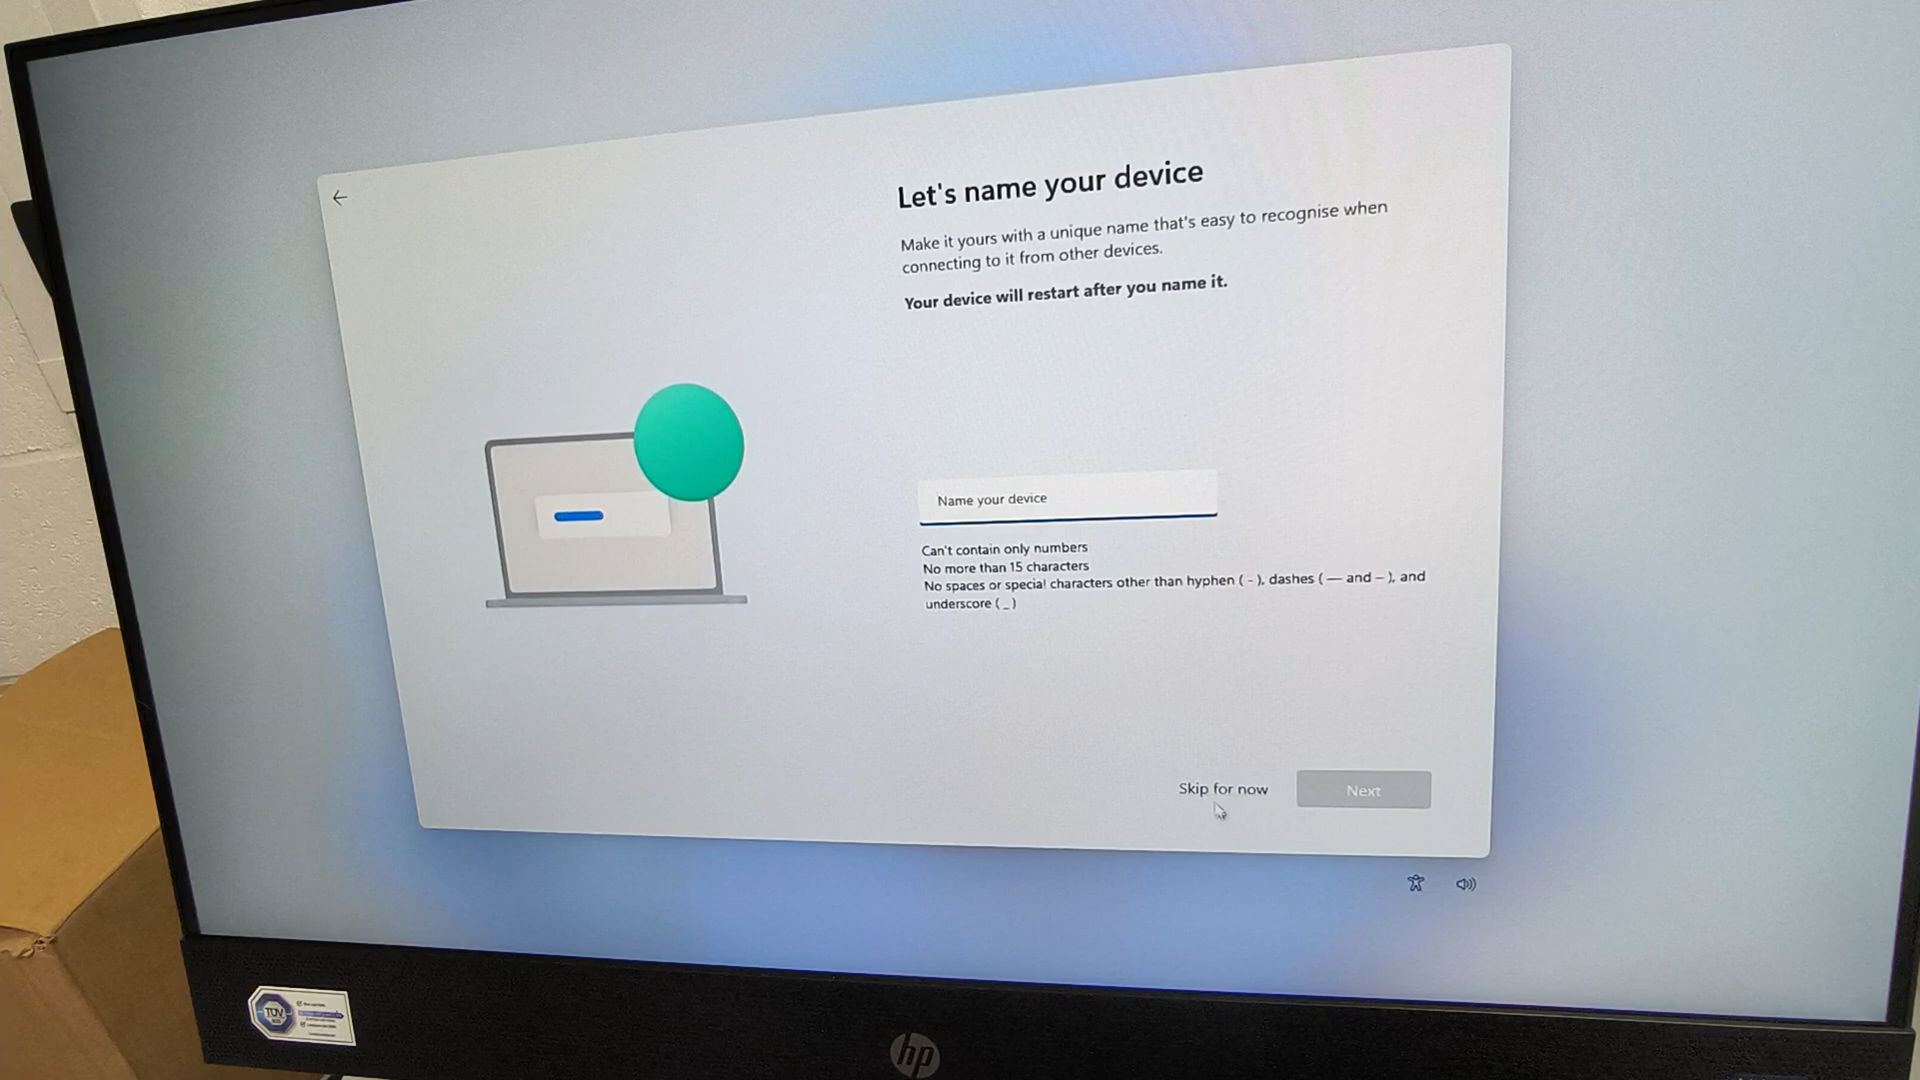 Let's name your device
Make it yours with a unique name that's easy to recognise when
connecting to it from other devices.
Your device will restart after you name it.
Name your device
Can't contain only numbers
No more than 15 characters
No spaces or special characters other than hyphen ( - ), dashes ( — and – ), and
underscore ( _ )
Skip for now
Next
TÜV
hp